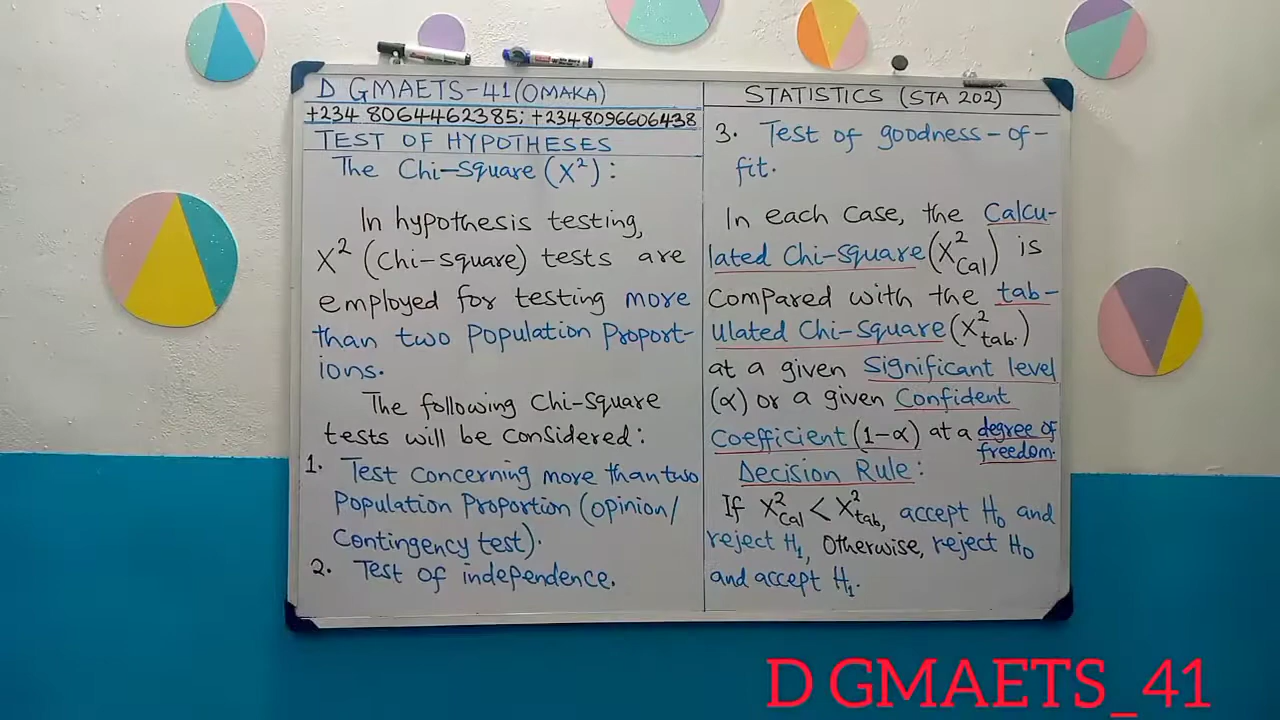 D GMAETS-41 (OMAKA)
+234 8064462385; +2348096606438
TEST OF HYPOTHESES
The Chi-Square (X²):
In hypothesis testing,
X² (Chi-square) tests are
employed for testing more
than two Population Proport-
ions.
The following Chi-Square
tests will be considered:
1. Test concerning more than two
Population Proportion (opinion/
Contingency test).
2. Test of independence.
STATISTICS (STA 202)
3. Test of goodness-of-
fit.
In each case, the Calcu-
lated Chi-square (X²Cal) is
Compared with the tab-
ulated Chi-square (X²tab.)
at a given Significant level
(α) or a given Confident
Coefficient (1-α) at a degree of
freedom.
Decision Rule:
If X²Cal < X²tab, accept H₀ and
reject H₁, Otherwise, reject H₀
and accept H₁.
D GMAETS_41